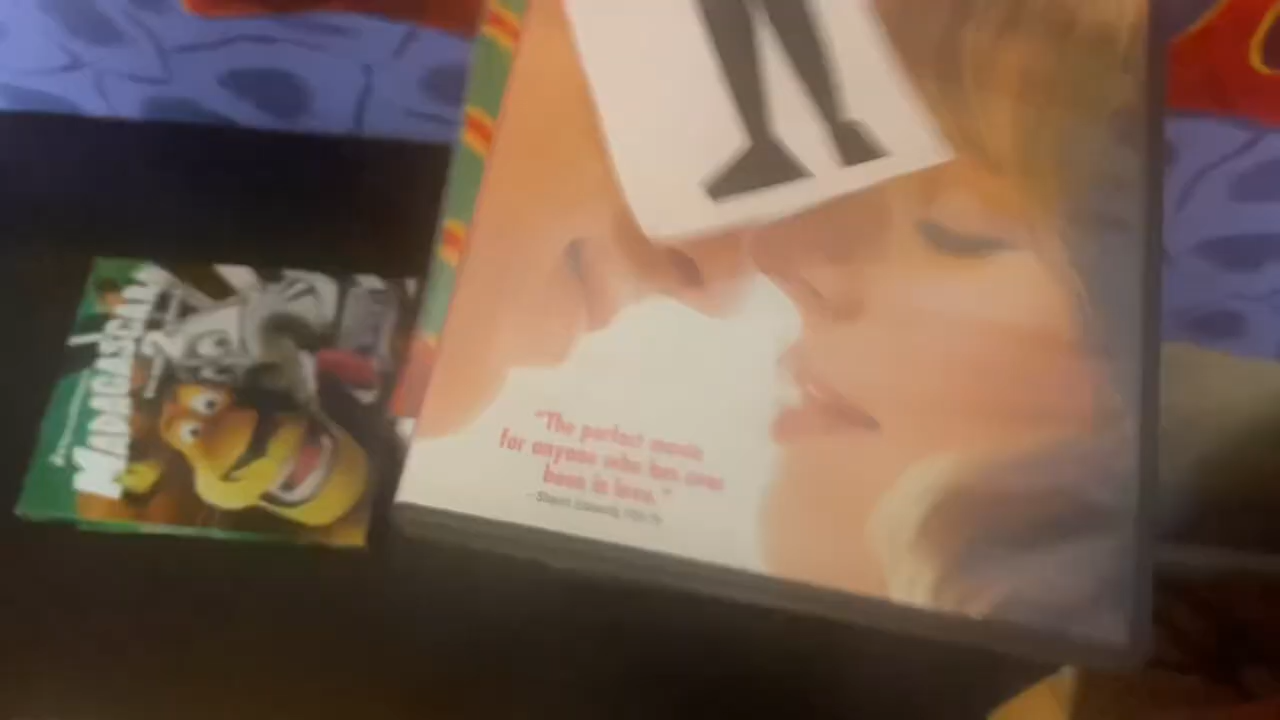 MADAGASCAR
"The perfect movie
for anyone who has ever
been in love."